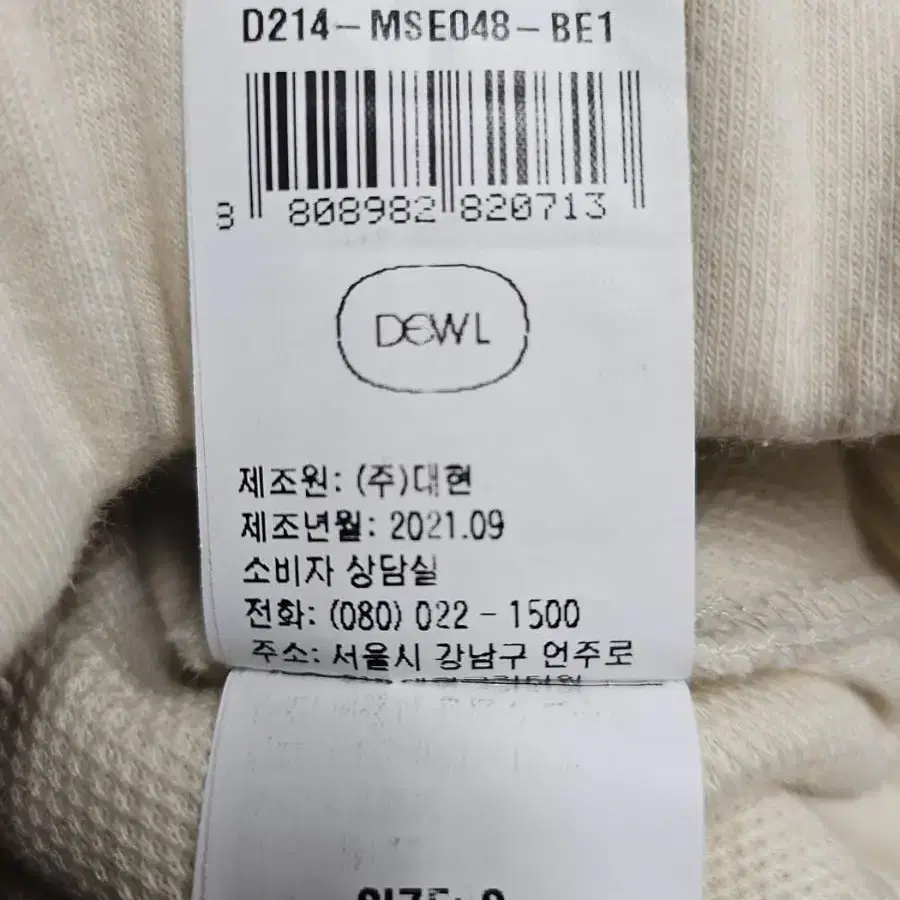 D214-MSE048-BE1
8 808982 820713
DEWL
제조원: (주)대현
제조년월: 2021.09
소비자 상담실
전화: (080) 022-1500
주소: 서울시 강남구 언주로